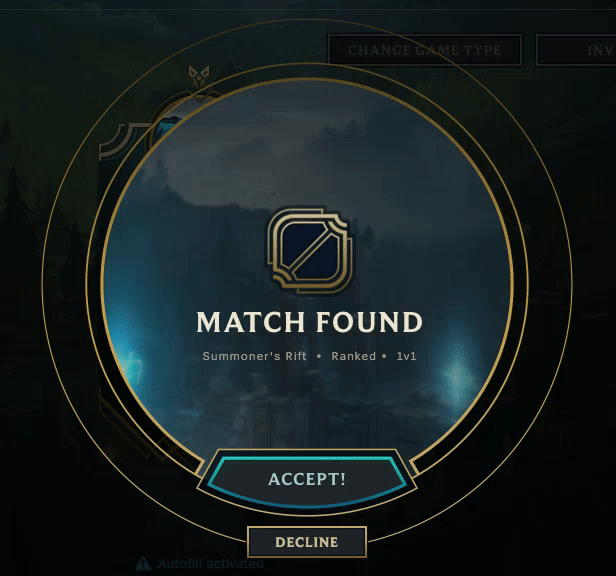 CHANGE GAME TYPE
INV
MATCH FOUND
Summoner's Rift • Ranked • 1v1
ACCEPT!
DECLINE
Autofill activated